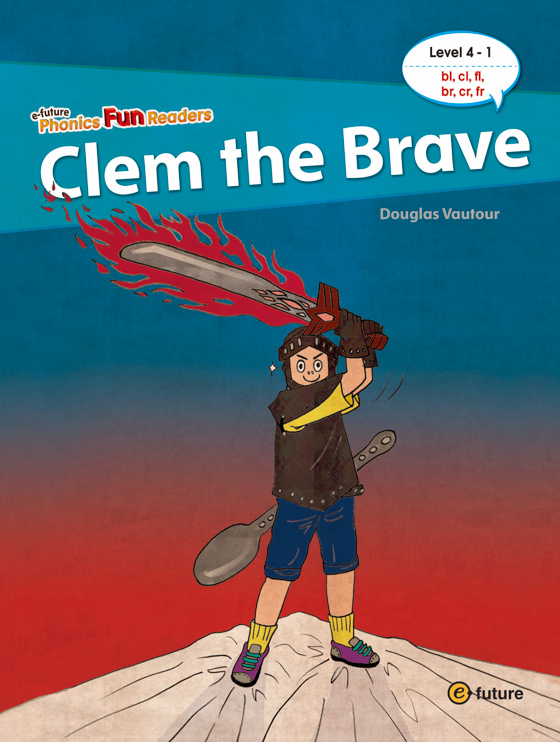 Level 4 - 1
bl, cl, fl,
br, cr, fr
e-future
Phonics Fun Readers
Clem the Brave
Douglas Vautour
e-future